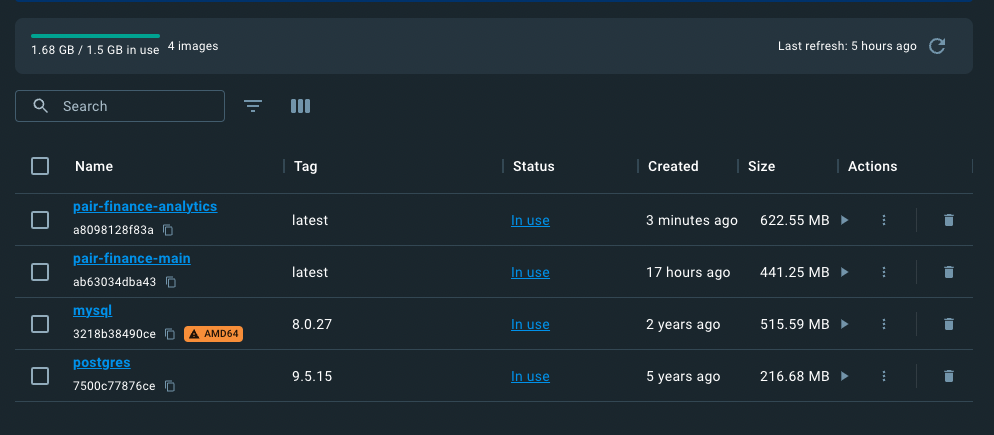 1.68 GB / 1.5 GB in use 4 images Last refresh: 5 hours ago
Search
Name Tag Status Created Size Actions
pair-finance-analytics
a8098128f83a latest In use 3 minutes ago 622.55 MB
pair-finance-main
ab63034dba43 latest In use 17 hours ago 441.25 MB
mysql
3218b38490ce AMD64 8.0.27 In use 2 years ago 515.59 MB
postgres
7500c77876ce 9.5.15 In use 5 years ago 216.68 MB